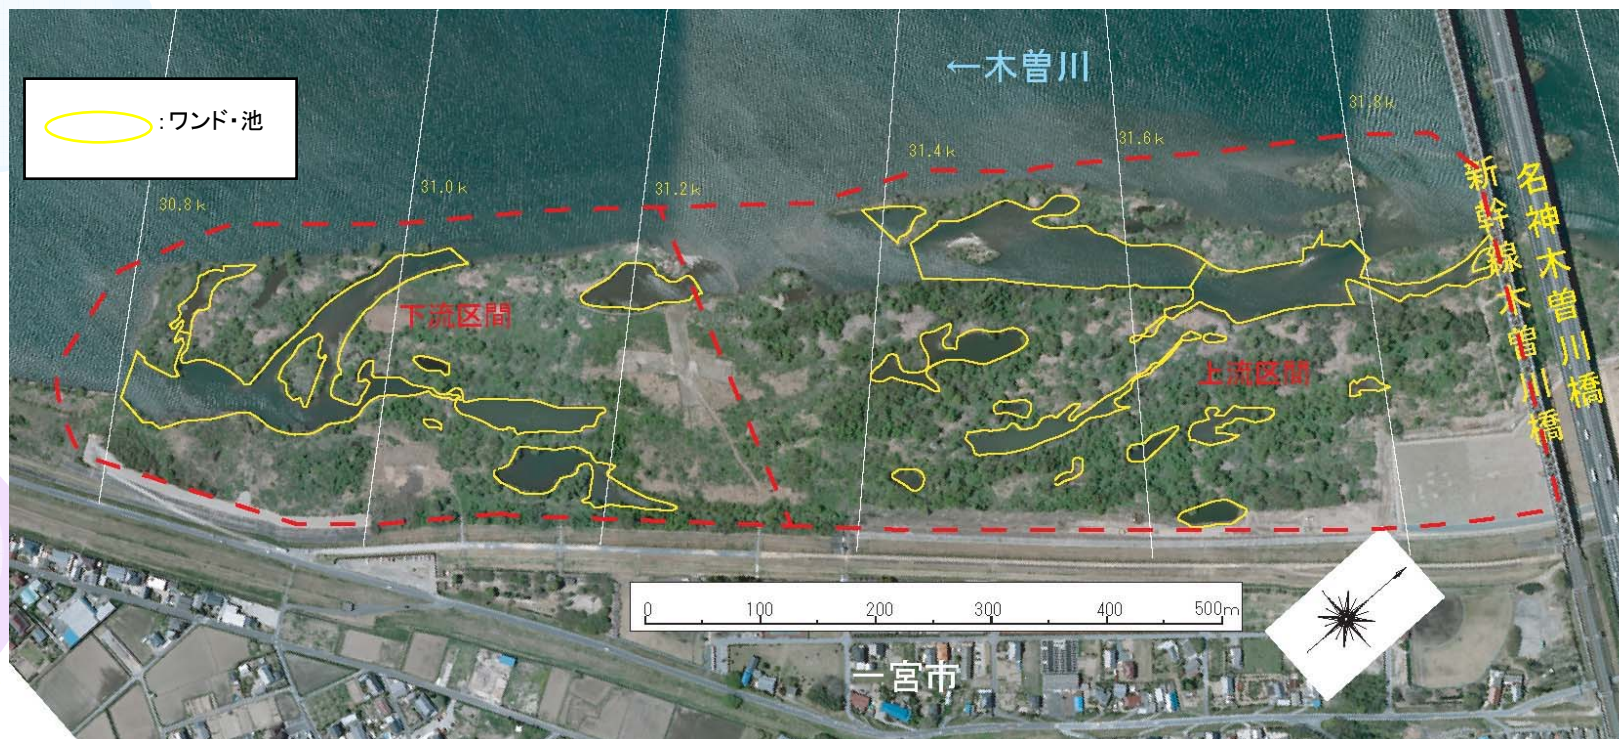 ←木曽川
:ワンド・池
31.8k
31.6k
31.4k
31.2k
31.0k
30.8k
新幹線木曽川橋
名神木曽川橋
下流区間
上流区間
0 100 200 300 400 500m
一宮市